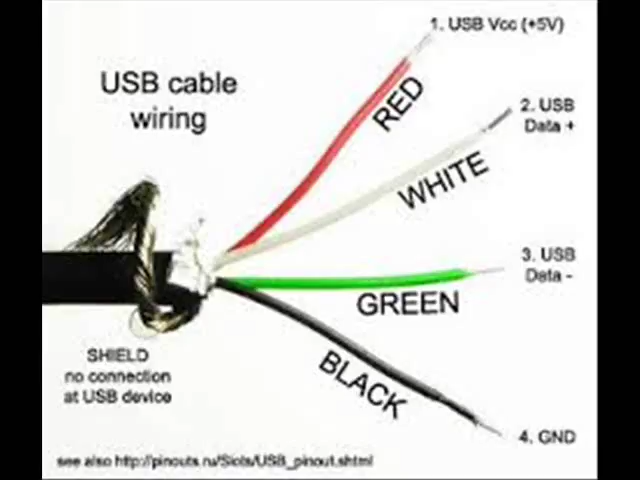 1. USB Vcc (+5V)
USB cable
wiring
RED
2. USB
Data +
WHITE
3. USB
Data -
GREEN
SHIELD
no connection
at USB device
BLACK
4. GND
see also http://pinouts.ru/Slots/USB_pinout.shtml